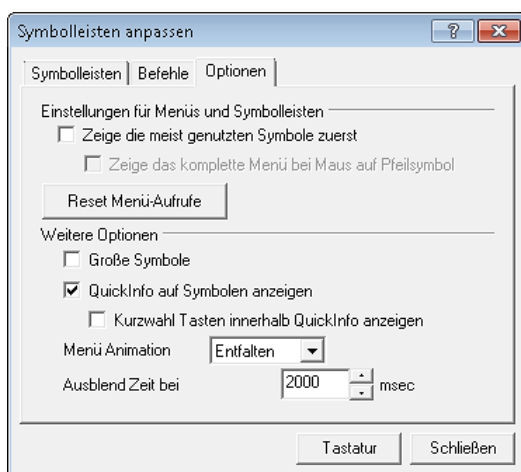 Symbolleisten anpassen
Symbolleisten Befehle Optionen
Einstellungen für Menüs und Symbolleisten
Zeige die meist genutzten Symbole zuerst
Zeige das komplette Menü bei Maus auf Pfeilsymbol
Reset Menü-Aufrufe
Weitere Optionen
Große Symbole
QuickInfo auf Symbolen anzeigen
Kurzwahl Tasten innerhalb QuickInfo anzeigen
Menü Animation Entfalten
Ausblend Zeit bei 2000 msec
Tastatur Schließen